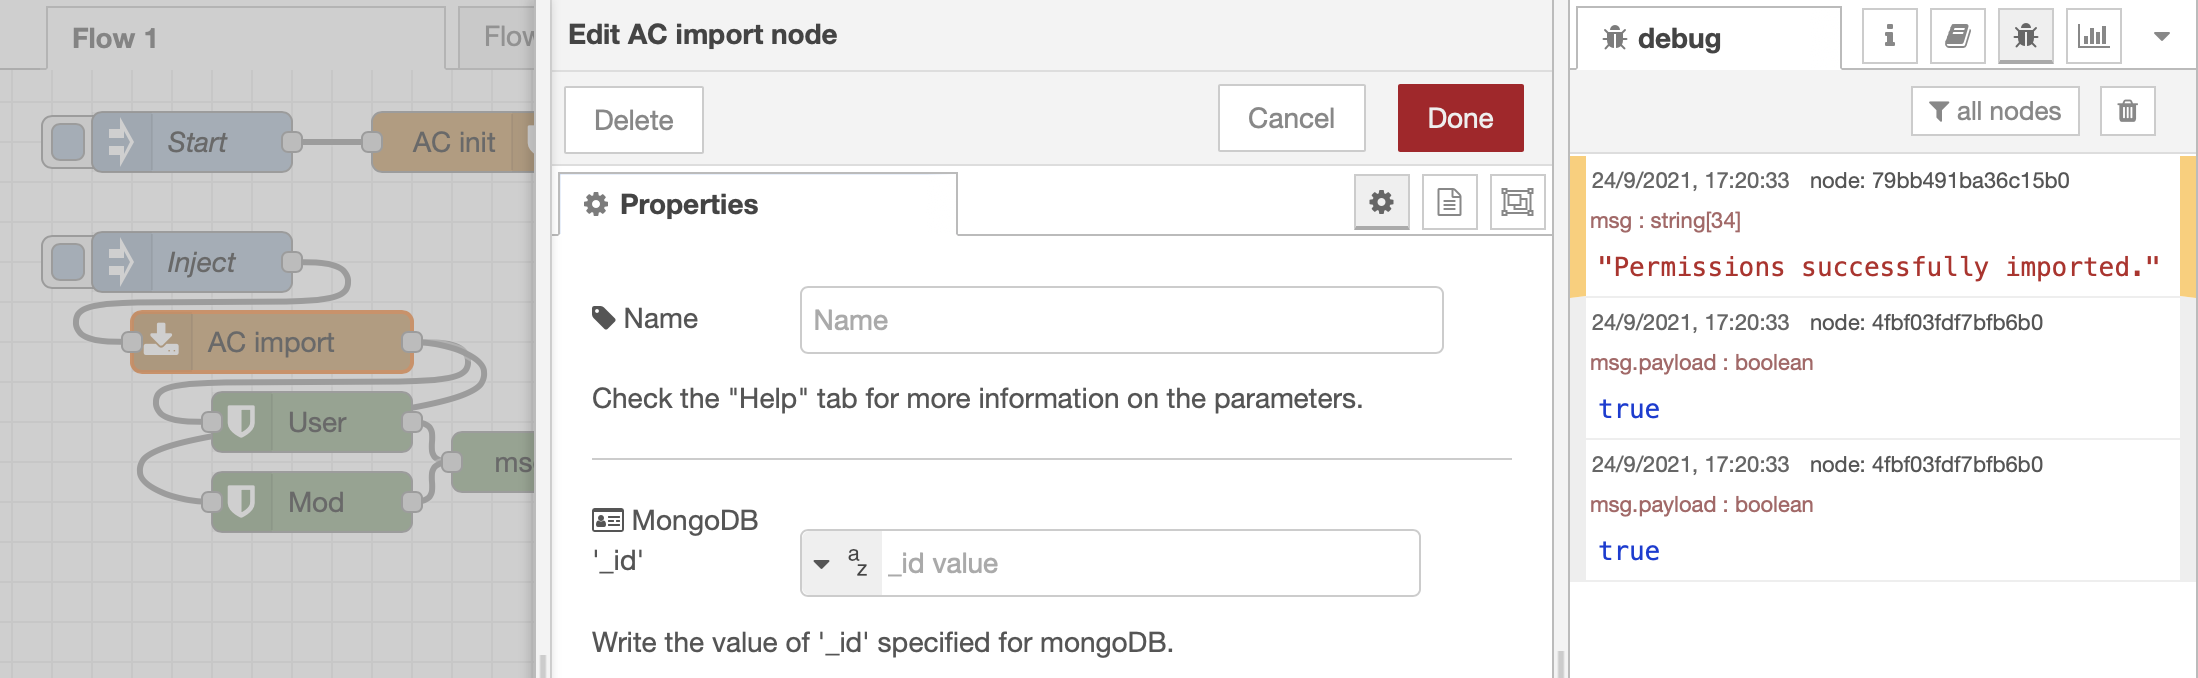 Flow 1
Flow
Start
AC init
Inject
AC import
User
Mod
Edit AC import node
Delete
Cancel
Done
Properties
Name
Name
Check the "Help" tab for more information on the parameters.
MongoDB
'_id'
az
_id value
Write the value of '_id' specified for mongoDB.
debug
all nodes
24/9/2021, 17:20:33 node: 79bb491ba36c15b0
msg : string[34]
"Permissions successfully imported."
24/9/2021, 17:20:33 node: 4fbf03fdf7bfb6b0
msg.payload : boolean
true
24/9/2021, 17:20:33 node: 4fbf03fdf7bfb6b0
msg.payload : boolean
true